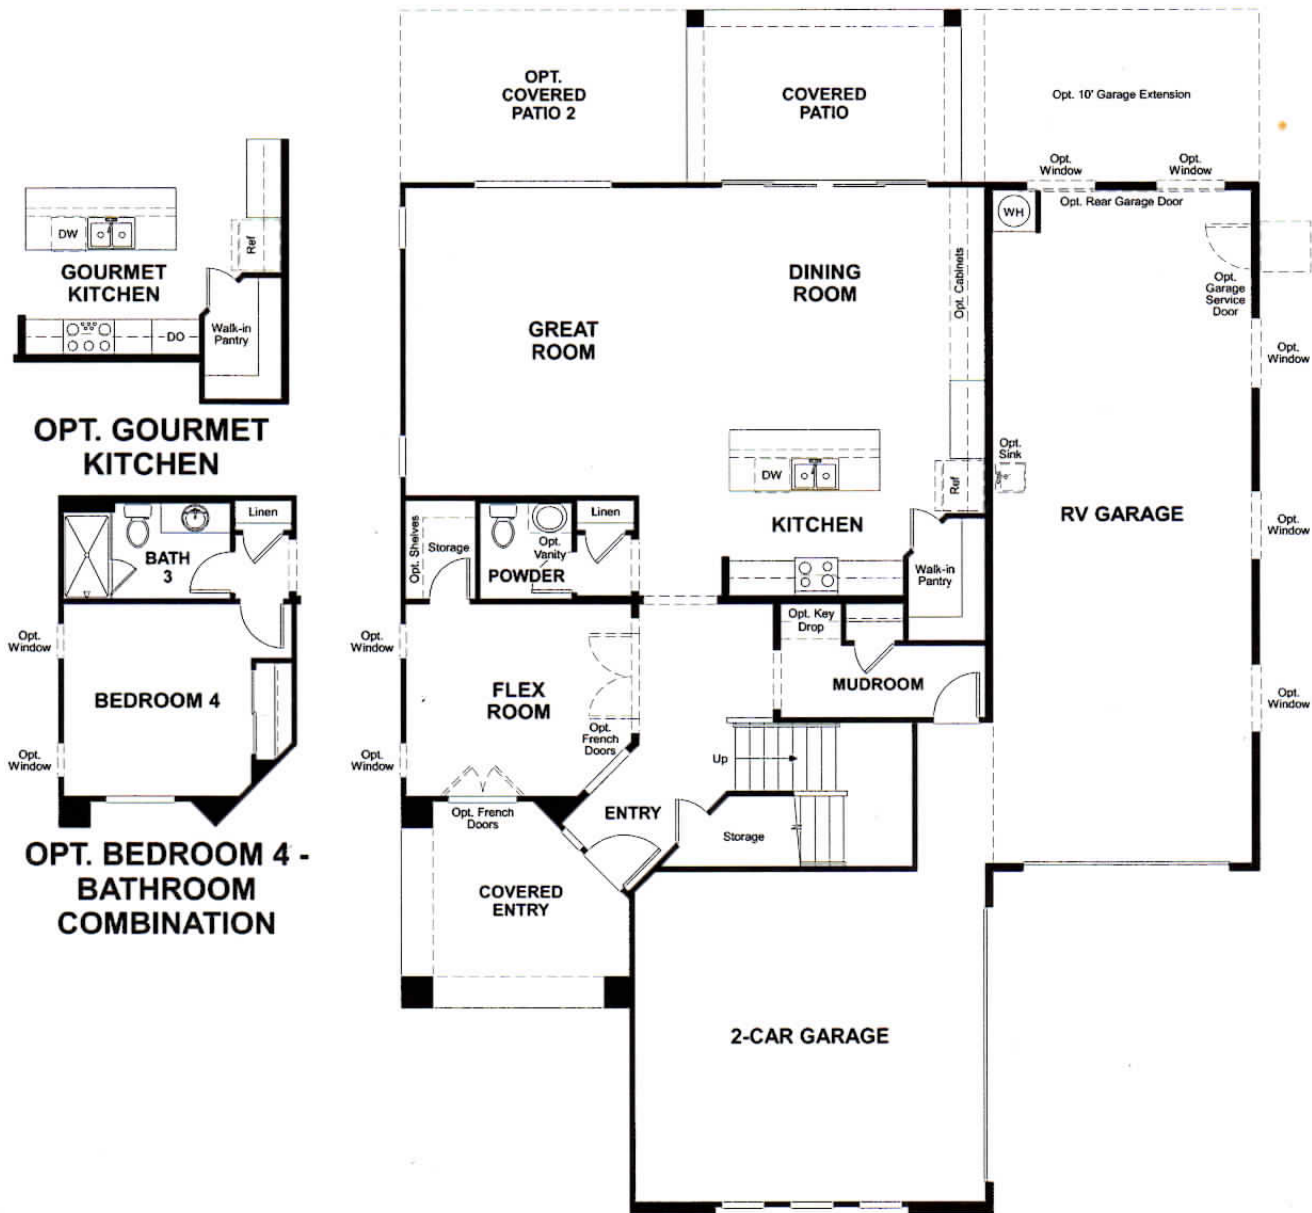 OPT.
COVERED
PATIO 2
COVERED
PATIO
Opt. 10' Garage Extension
Opt.
Window
Opt.
Window
Opt. Rear Garage Door
WH
Opt.
Garage
Service
Door
DW
Ref
GOURMET
KITCHEN
DO
Walk-in
Pantry
OPT. GOURMET
KITCHEN
DINING
ROOM
Opt. Cabinets
GREAT
ROOM
Opt.
Window
DW
Ref
Opt.
Sink
KITCHEN
RV GARAGE
Opt.
Window
Walk-in
Pantry
Linen
BATH
3
Opt.
Window
BEDROOM 4
Opt.
Window
OPT. BEDROOM 4 -
BATHROOM
COMBINATION
Opt. Shelves
Storage
Opt.
Vanity
POWDER
Linen
Opt. Key
Drop
MUDROOM
Opt.
Window
Opt.
Window
FLEX
ROOM
Opt.
French
Doors
Opt.
Window
Up
Opt. French
Doors
ENTRY
Storage
COVERED
ENTRY
2-CAR GARAGE